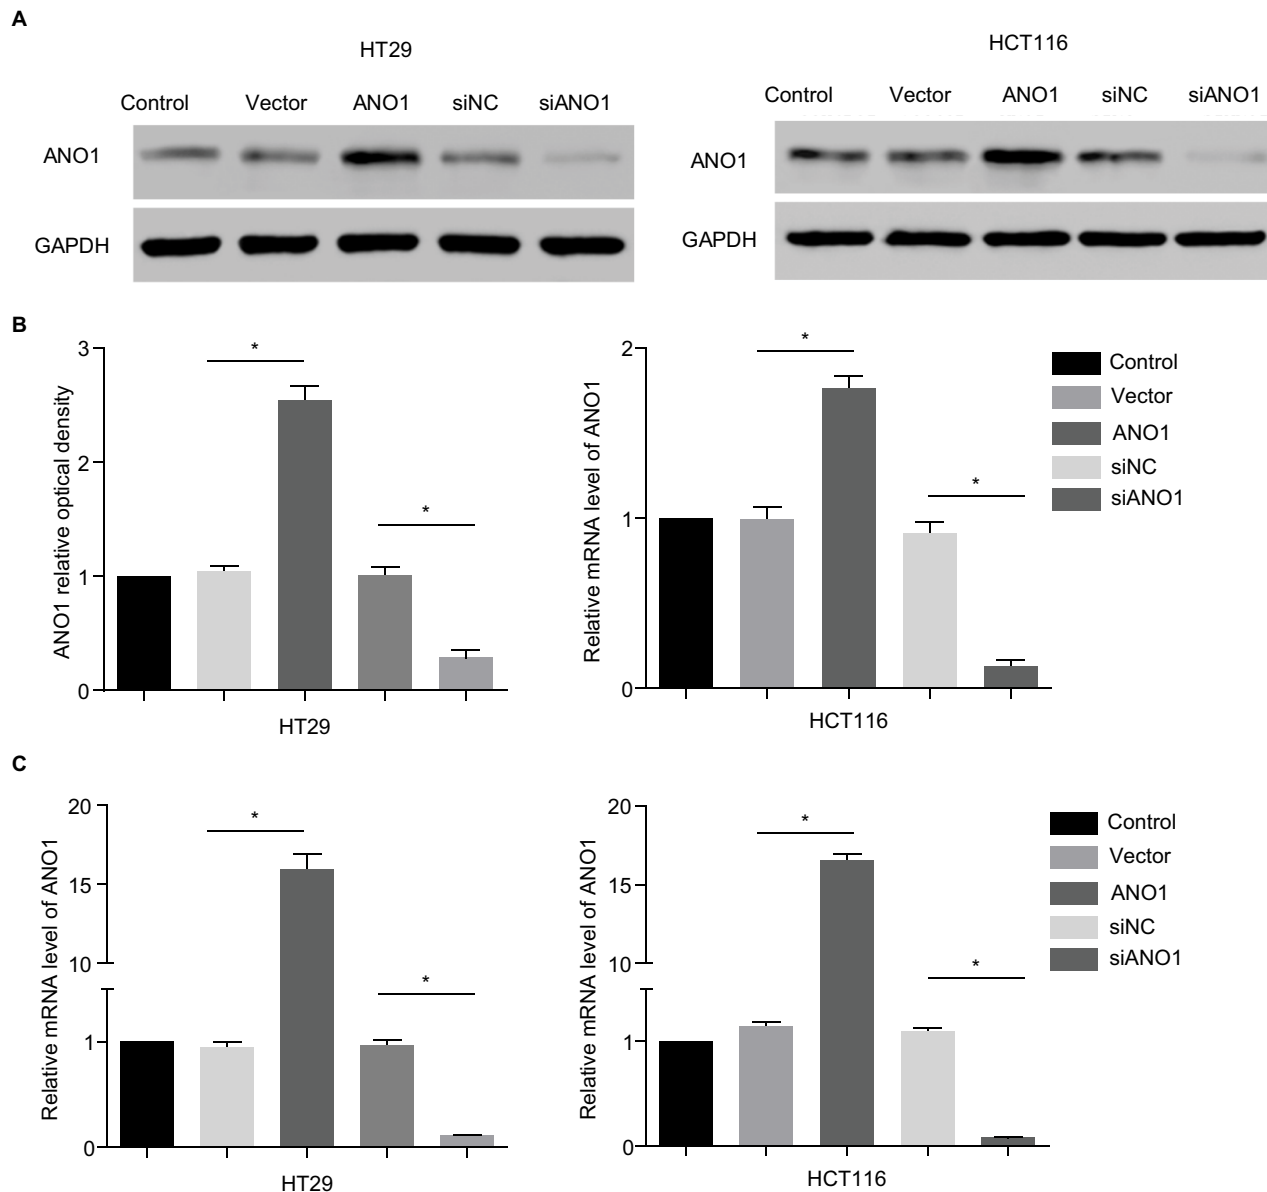 A
HT29
Control Vector ANO1 siNC siANO1
ANO1
GAPDH
HCT116
Control Vector ANO1 siNC siANO1
ANO1
GAPDH
B
ANO1 relative optical density
3
2
1
0
*
*
HT29
Relative mRNA level of ANO1
2
1
0
*
*
HCT116
Control
Vector
ANO1
siNC
siANO1
C
Relative mRNA level of ANO1
20
15
10
1
0
*
*
HT29
Relative mRNA level of ANO1
20
15
10
1
0
*
*
HCT116
Control
Vector
ANO1
siNC
siANO1